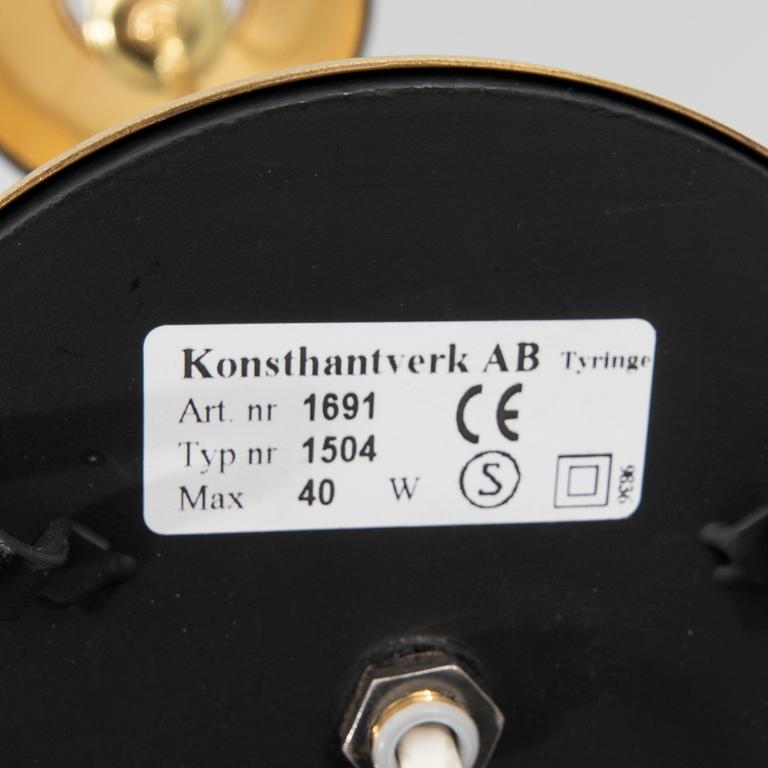 Konsthantverk AB Tyringe
Art. nr 1691
Typ nr 1504
Max 40 W
CE
S
9836